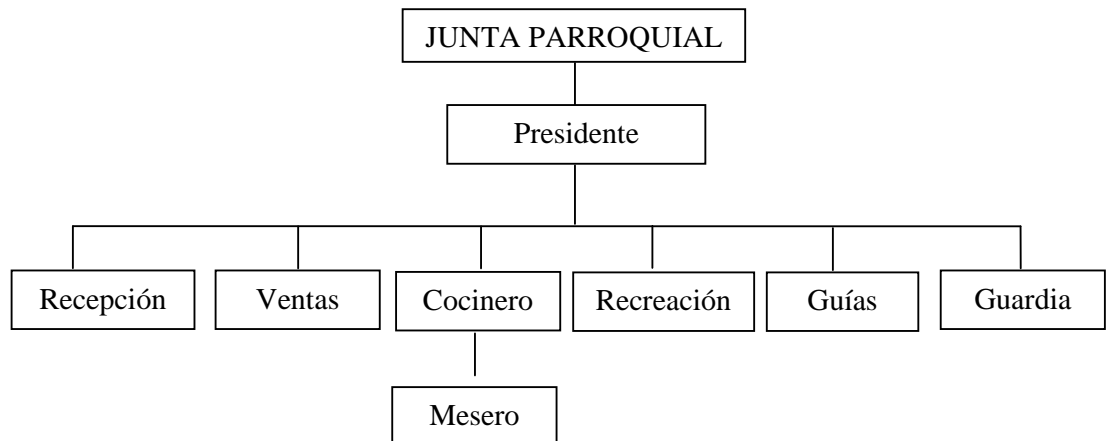 JUNTA PARROQUIAL
Presidente
Recepción
Ventas
Cocinero
Recreación
Guías
Guardia
Mesero